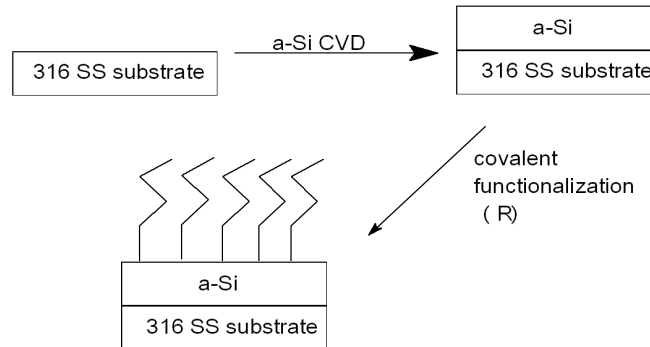 a-Si CVD
316 SS substrate
a-Si
316 SS substrate
covalent
functionalization
( R)
a-Si
316 SS substrate